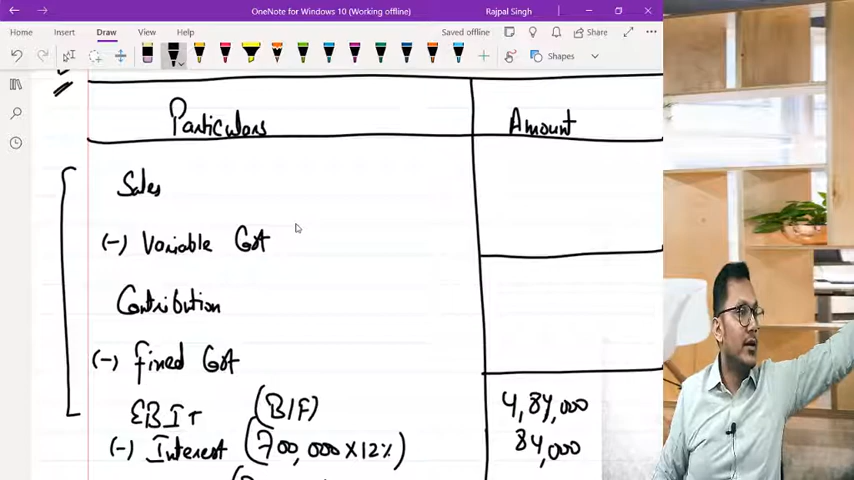 OneNote for Windows 10 (Working offline)
Rajpal Singh
Home Insert Draw View Help
Saved offline
Share
Shapes
Particulars Amount
Sales
(-) Variable Cost
Contribution
(-) Fixed Cost
EBIT (B/F) 4,84,000
(-) Interest (700,000 x 12%) 84,000